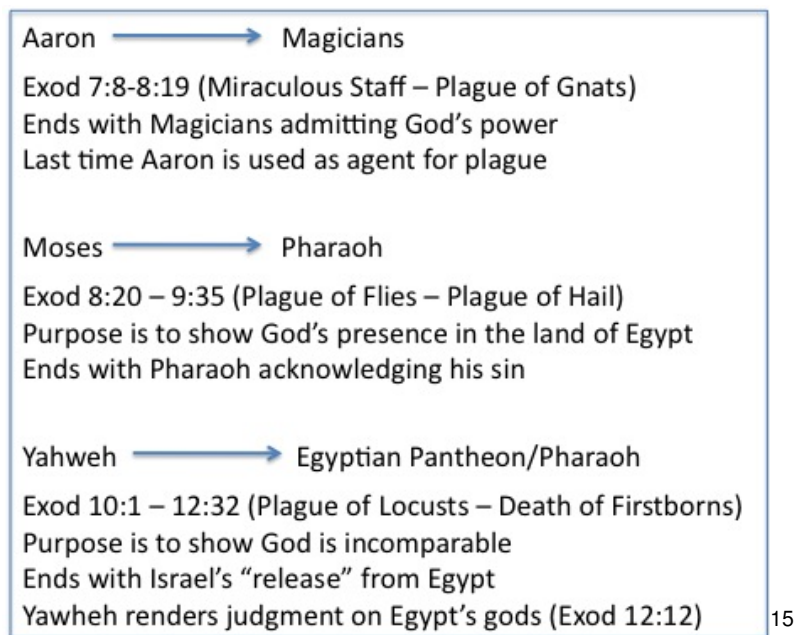 Aaron Magicians
Exod 7:8-8:19 (Miraculous Staff – Plague of Gnats)
Ends with Magicians admitting God's power
Last time Aaron is used as agent for plague
Moses Pharaoh
Exod 8:20 – 9:35 (Plague of Flies – Plague of Hail)
Purpose is to show God's presence in the land of Egypt
Ends with Pharaoh acknowledging his sin
Yahweh Egyptian Pantheon/Pharaoh
Exod 10:1 – 12:32 (Plague of Locusts – Death of Firstborns)
Purpose is to show God is incomparable
Ends with Israel's “release” from Egypt
Yawheh renders judgment on Egypt's gods (Exod 12:12) 15